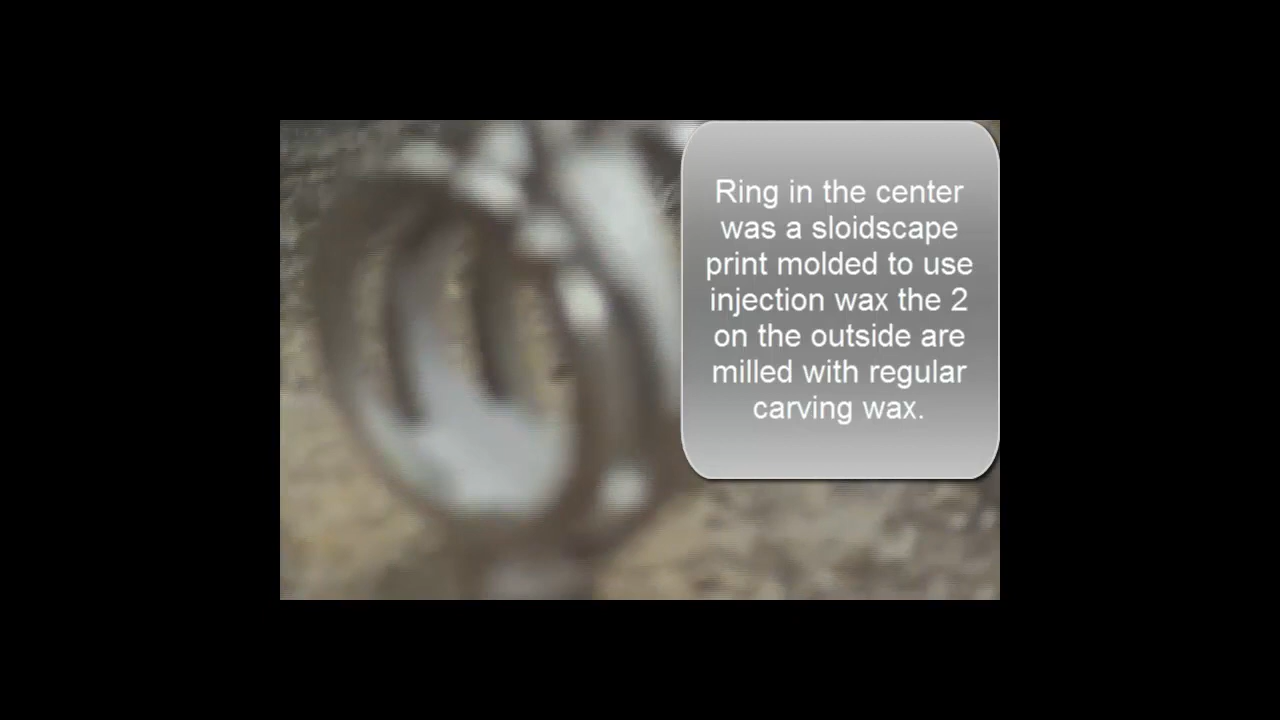 Ring in the center
was a sloidscape
print molded to use
injection wax the 2
on the outside are
milled with regular
carving wax.